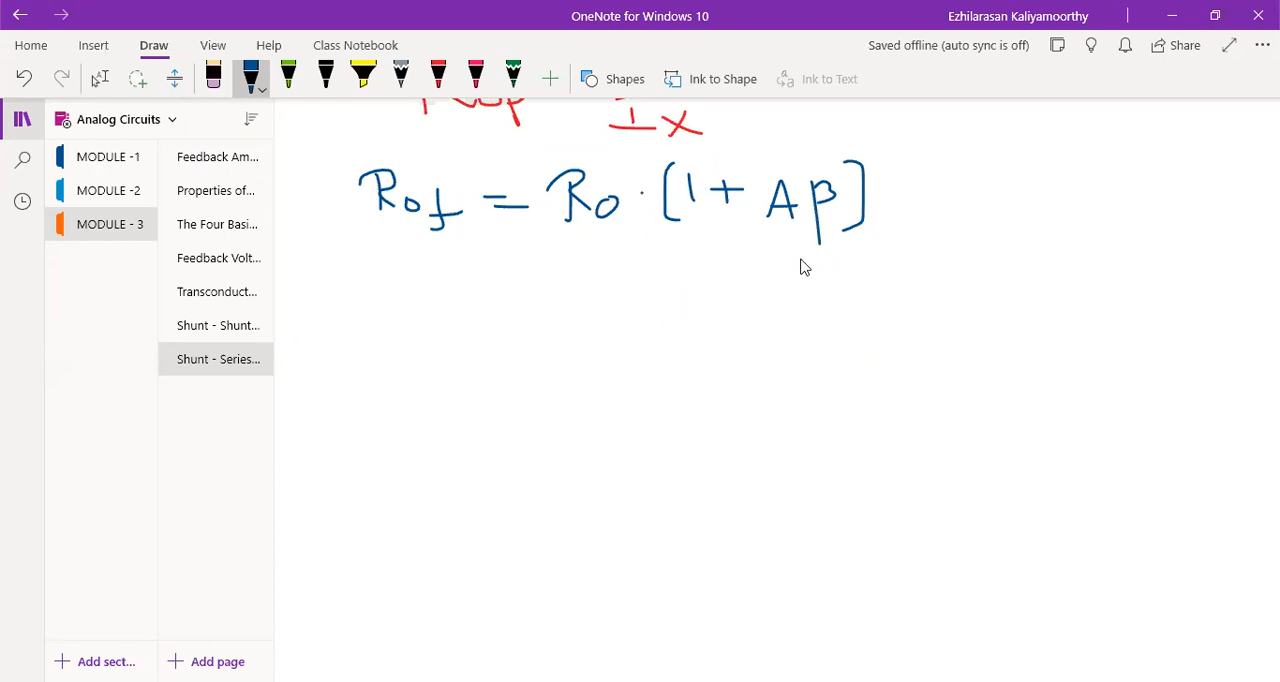 OneNote for Windows 10
Ezhilarasan Kaliyamoorthy
Home Insert Draw View Help Class Notebook
Saved offline (auto sync is off) Share
Shapes Ink to Shape Ink to Text
Analog Circuits
MODULE -1
MODULE -2
MODULE - 3
Feedback Am...
Properties of...
The Four Basi...
Feedback Volt...
Transconduct...
Shunt - Shunt...
Shunt - Series...
Add sect... Add page
Ix
Rof = Ro · [1 + Aβ]